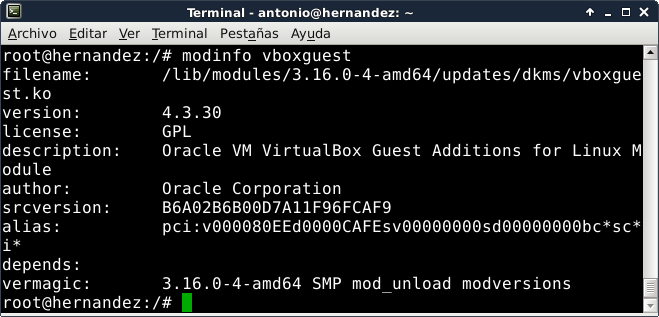 Terminal - antonio@hernandez: ~
Archivo Editar Ver Terminal Pestañas Ayuda
root@hernandez:/# modinfo vboxguest
filename:       /lib/modules/3.16.0-4-amd64/updates/dkms/vboxgue
st.ko
version:        4.3.30
license:        GPL
description:    Oracle VM VirtualBox Guest Additions for Linux M
odule
author:         Oracle Corporation
srcversion:     B6A02B6B00D7A11F96FCAF9
alias:          pci:v000080EEd0000CAFEsv00000000sd00000000bc*sc*
i*
depends:
vermagic:       3.16.0-4-amd64 SMP mod_unload modversions
root@hernandez:/#